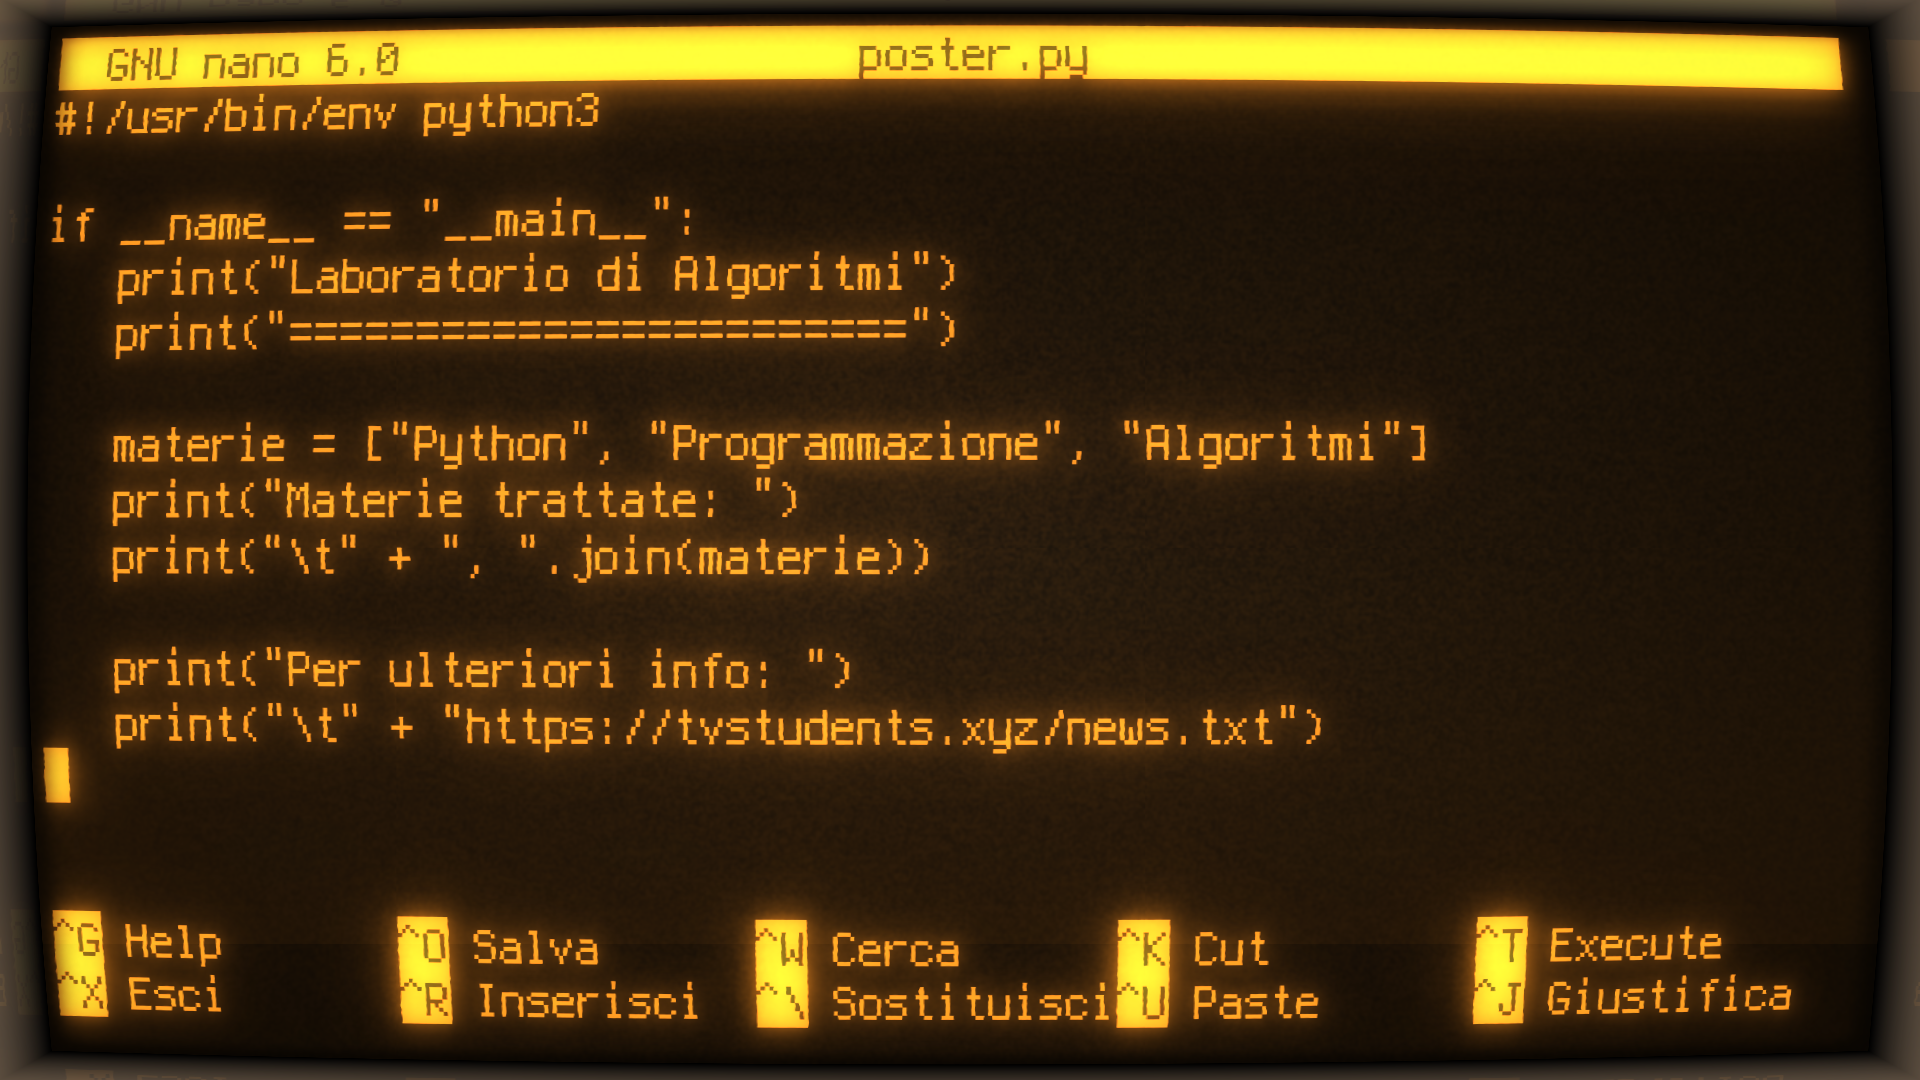 GNU nano 6.0 poster.py
#!/usr/bin/env python3
if __name__ == "__main__":
    print("Laboratorio di Algoritmi")
    print("========================")
    materie = ["Python", "Programmazione", "Algoritmi"]
    print("Materie trattate: ")
    print("\t" + ", ".join(materie))
    print("Per ulteriori info: ")
    print("\t" + "https://tvstudents.xyz/news.txt")
^G Help ^O Salva ^W Cerca ^K Cut ^T Execute
^X Esci ^R Inserisci ^\ Sostituisci ^U Paste ^J Giustifica